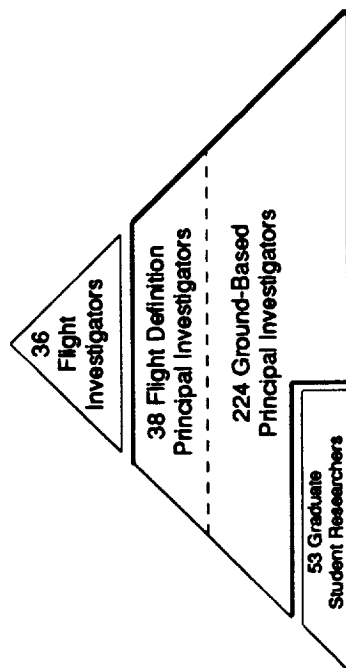 36
Flight
Investigators
38 Flight Definition
Principal Investigators
224 Ground-Based
Principal Investigators
53 Graduate
Student Researchers